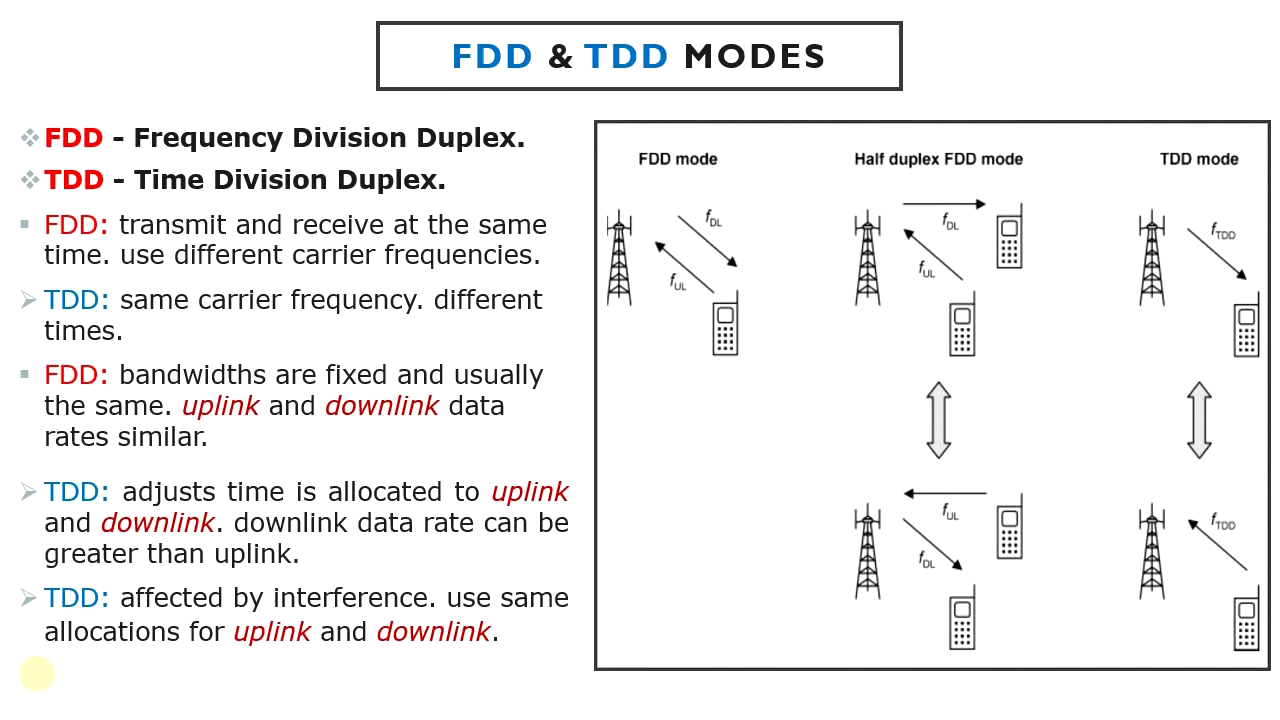 FDD & TDD MODES
FDD - Frequency Division Duplex.
TDD - Time Division Duplex.
FDD: transmit and receive at the same
time. use different carrier frequencies.
TDD: same carrier frequency. different
times.
FDD: bandwidths are fixed and usually
the same. uplink and downlink data
rates similar.
TDD: adjusts time is allocated to uplink
and downlink. downlink data rate can be
greater than uplink.
TDD: affected by interference. use same
allocations for uplink and downlink.
FDD mode
fDL
fUL
Half duplex FDD mode
fDL
fUL
fUL
fDL
TDD mode
fTDD
fTDD